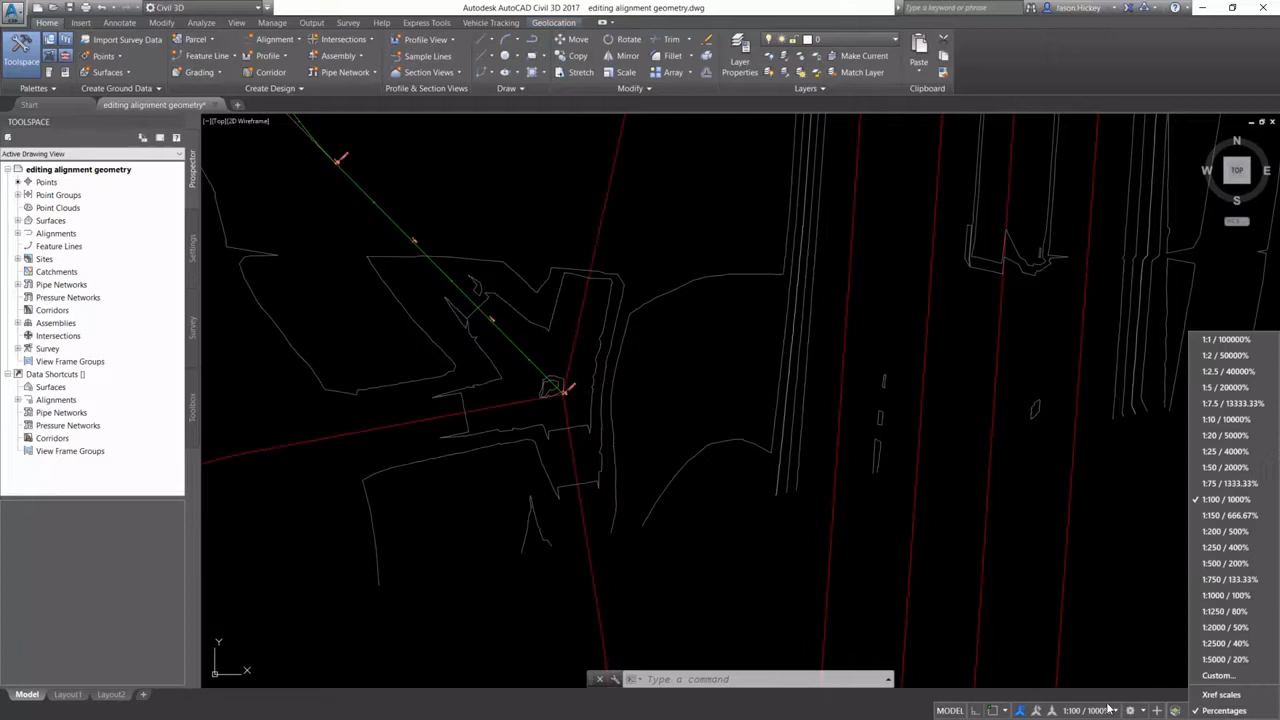 Civil 3D
Autodesk AutoCAD Civil 3D 2017 editing alignment geometry.dwg
Type a keyword or phrase
Jason.Hickey
Home Insert Annotate Modify Analyze View Manage Output Survey Help Express Tools Vehicle Tracking Geolocation
Toolspace
Import Survey Data
Points
Surfaces
Parcel
Feature Line
Grading
Alignment
Profile
Corridor
Intersections
Assembly
Pipe Network
Profile View
Sample Lines
Section Views
Move
Copy
Stretch
Rotate
Mirror
Scale
Trim
Fillet
Array
Layer
Properties
0
Make Current
Match Layer
Paste
Palettes Create Ground Data Create Design Profile & Section Views Draw Modify Layers Clipboard
Start editing alignment geometry*
TOOLSPACE
Active Drawing View
editing alignment geometry
Points
Point Groups
Point Clouds
Surfaces
Alignments
Feature Lines
Sites
Catchments
Pipe Networks
Pressure Networks
Corridors
Assemblies
Intersections
Survey
View Frame Groups
Data Shortcuts []
Surfaces
Alignments
Pipe Networks
Pressure Networks
Corridors
View Frame Groups
Prospector
Settings
Survey
Toolbox
[−][Top][2D Wireframe]
N
W TOP E
S
WCS
Y
X
1:1 / 100000%
1:2 / 50000%
1:2.5 / 40000%
1:5 / 20000%
1:7.5 / 13333.33%
1:10 / 10000%
1:20 / 5000%
1:25 / 4000%
1:50 / 2000%
1:75 / 1333.33%
1:100 / 1000%
1:150 / 666.67%
1:200 / 500%
1:250 / 400%
1:500 / 200%
1:750 / 133.33%
1:1000 / 100%
1:1250 / 80%
1:2000 / 50%
1:2500 / 40%
1:5000 / 20%
Custom...
Xref scales
Percentages
Type a command
Model Layout1 Layout2
MODEL 1:100 / 1000%